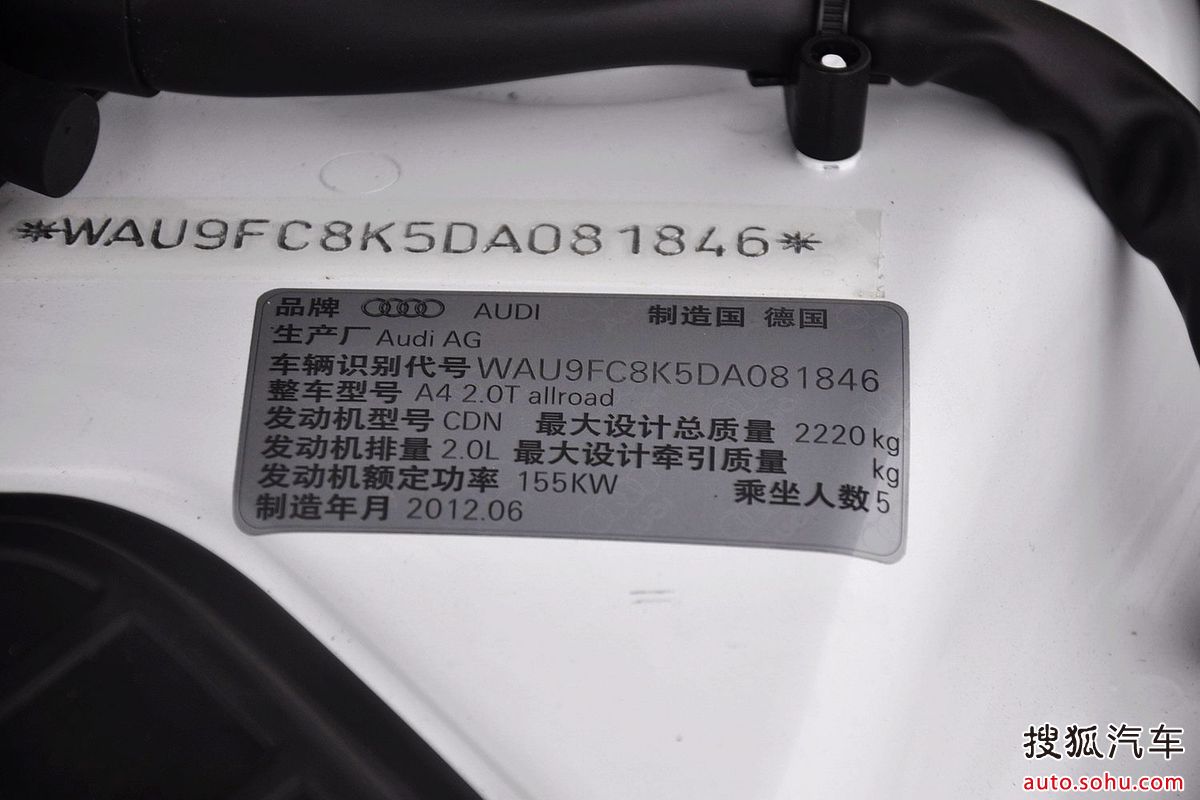 *WAU9FC8K5DA081846*
品牌 AUDI 制造国 德国
生产厂 Audi AG
车辆识别代号 WAU9FC8K5DA081846
整车型号 A4 2.0T allroad
发动机型号 CDN 最大设计总质量 2220 kg
发动机排量 2.0L 最大设计牵引质量 kg
发动机额定功率 155KW 乘坐人数 5
制造年月 2012.06
搜狐汽车
auto.sohu.com